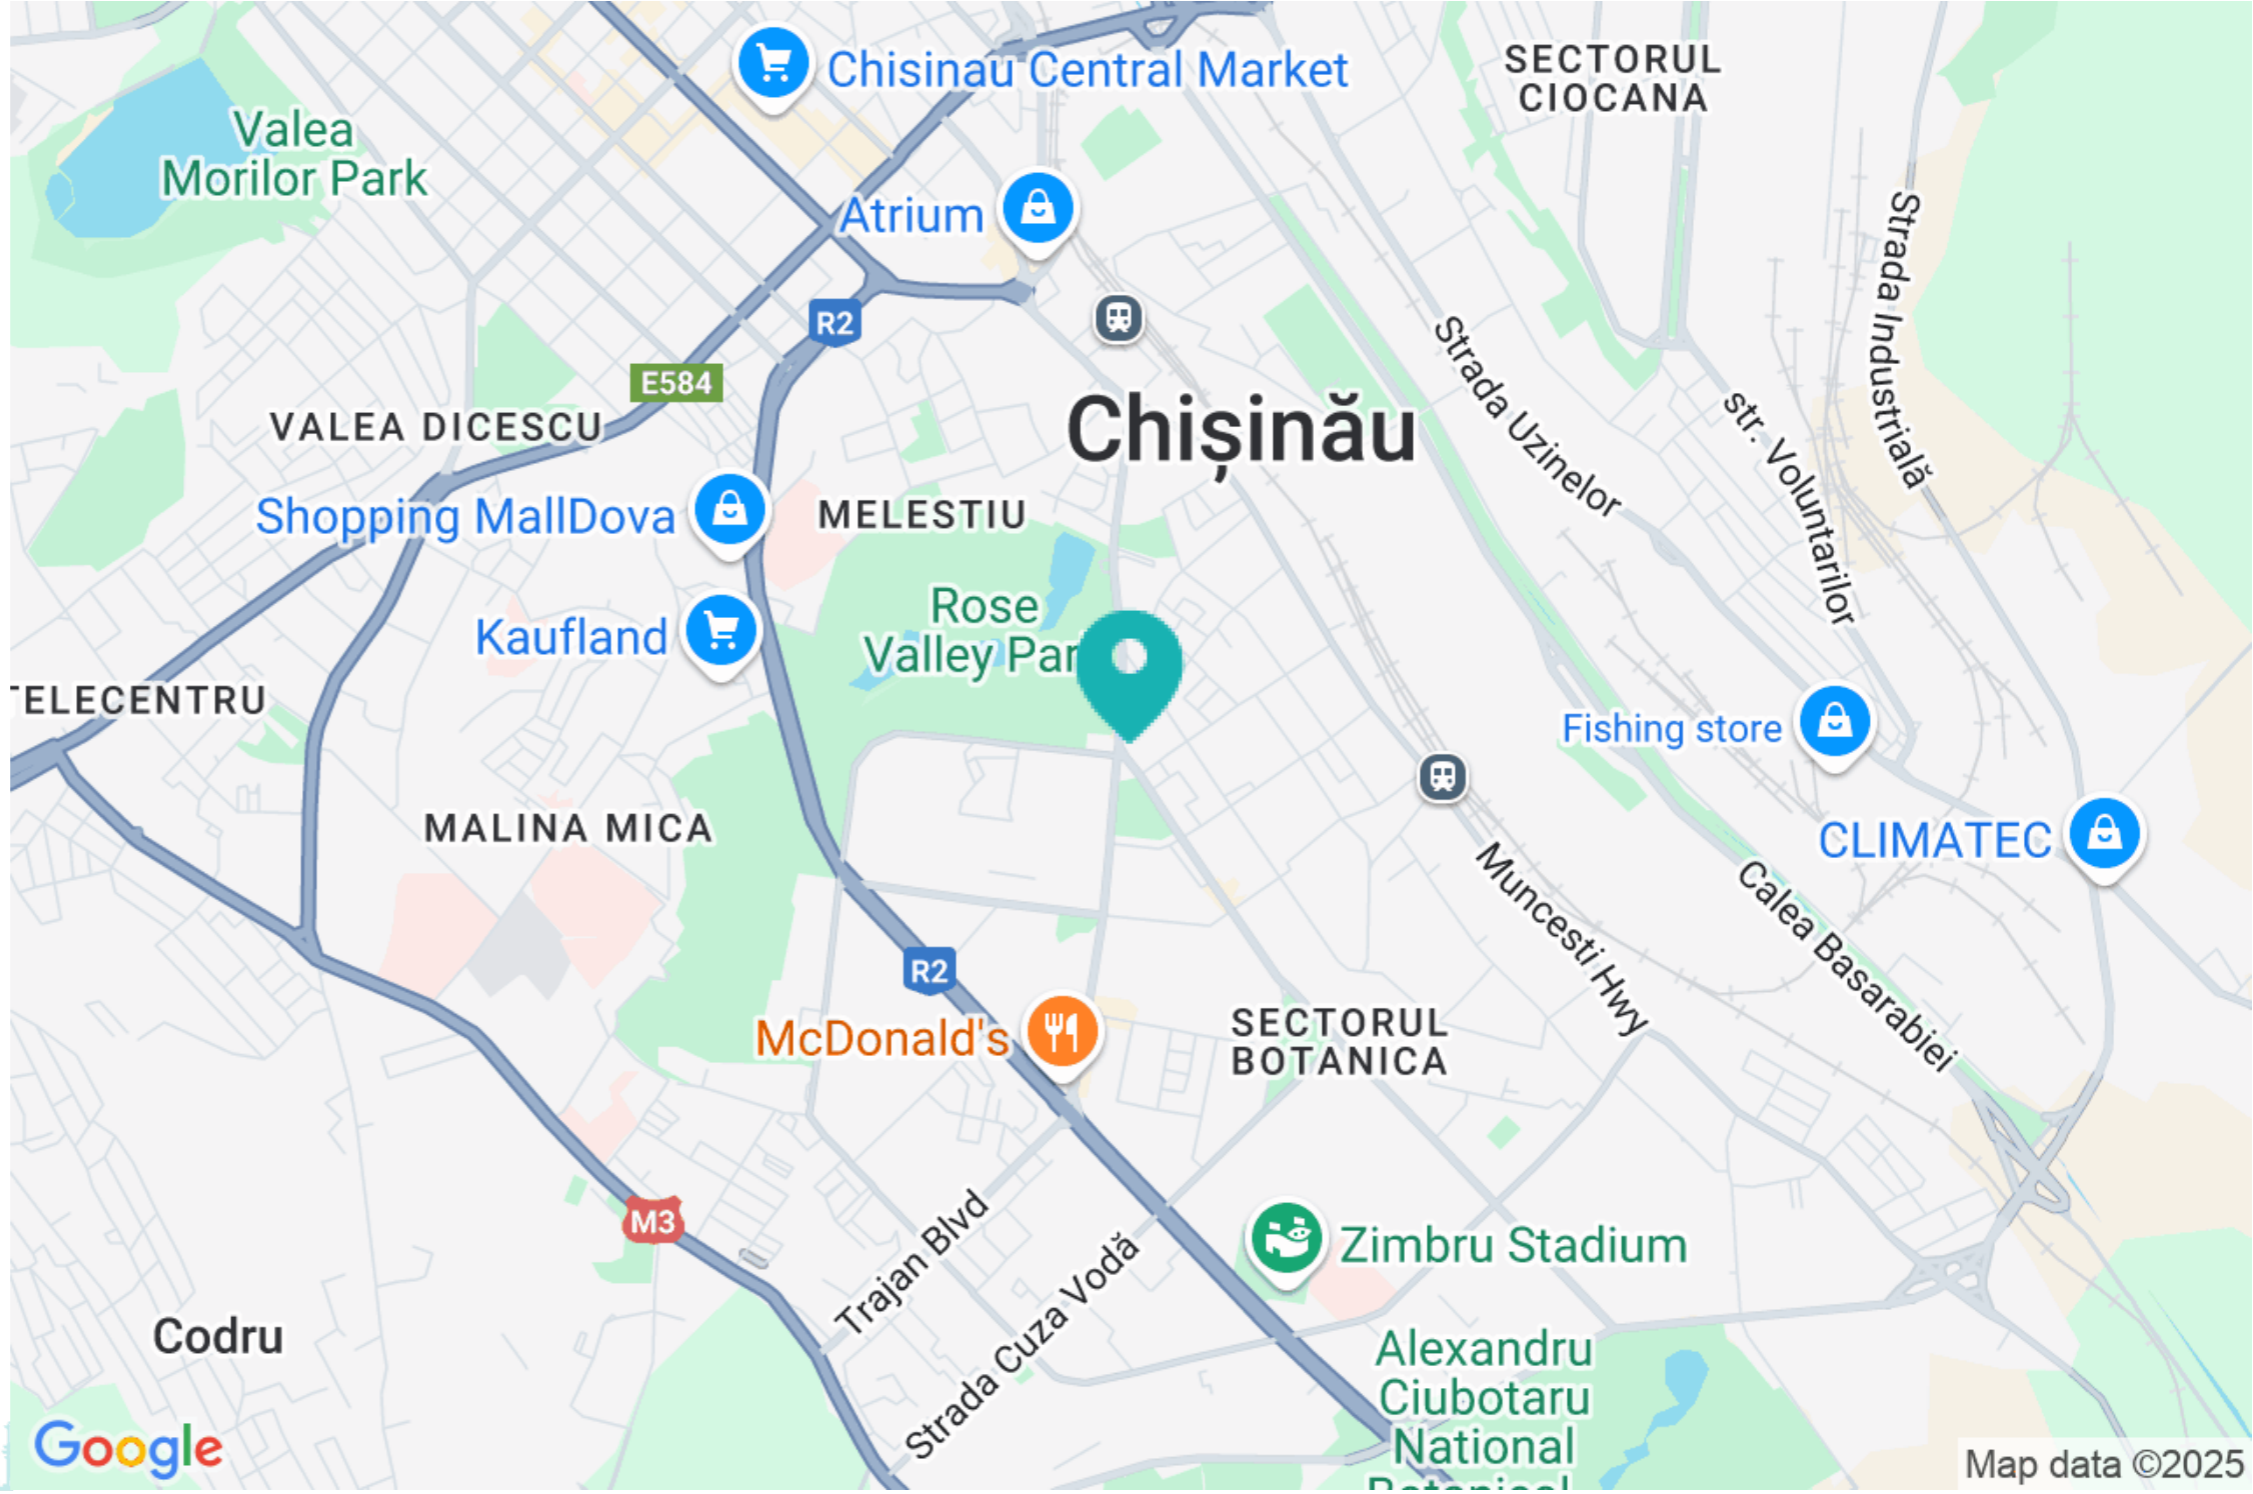 Chisinau Central Market
SECTORUL
CIOCANA
Valea
Morilor Park
Atrium
Strada Industrială
R2
E584
Strada Uzinelor
str. Voluntarilor
Chișinău
VALEA DICESCU
Shopping MallDova
MELESTIU
Rose
Valley Par
Kaufland
TELECENTRU
Fishing store
MALINA MICA
CLIMATEC
Muncesti Hwy
Calea Basarabiei
R2
McDonald's
SECTORUL
BOTANICA
M3
Trajan Blvd
Strada Cuza Vodă
Zimbru Stadium
Codru
Alexandru
Ciubotaru
National
Botanical
Google
Map data ©2025